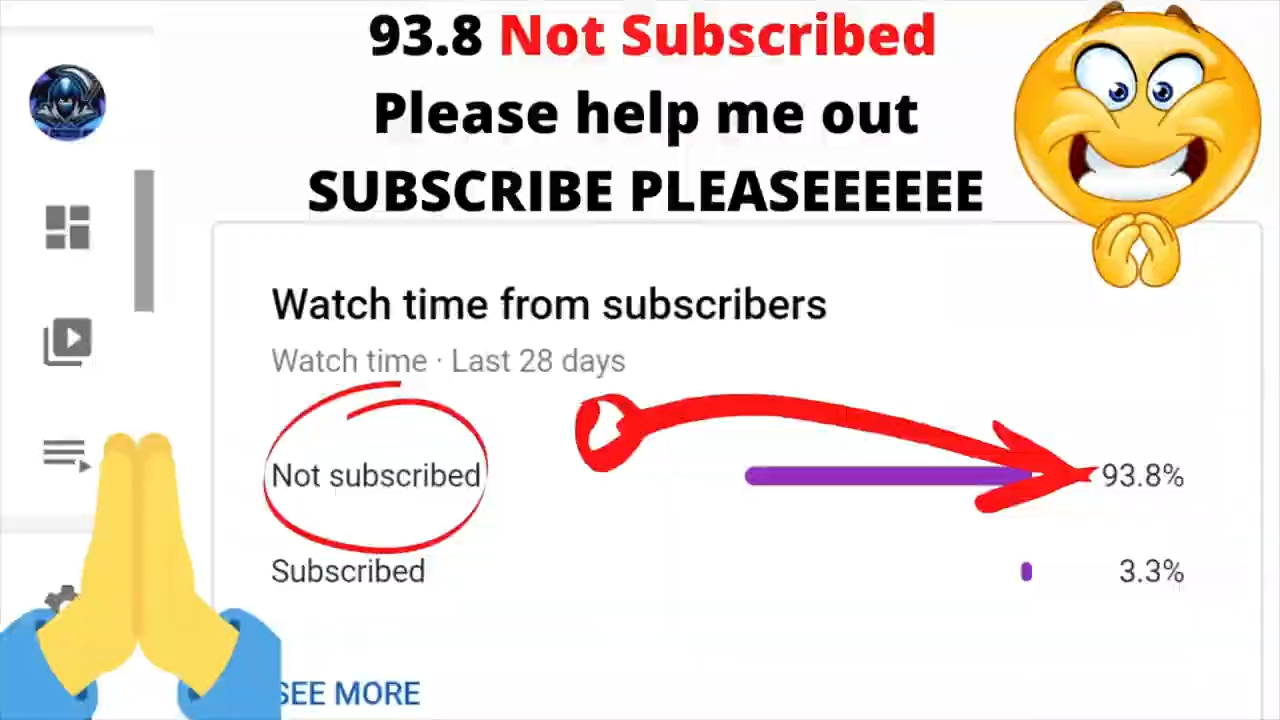 93.8 Not Subscribed
Please help me out
SUBSCRIBE PLEASEEEEEE
Watch time from subscribers
Watch time · Last 28 days
Not subscribed 93.8%
Subscribed 3.3%
SEE MORE